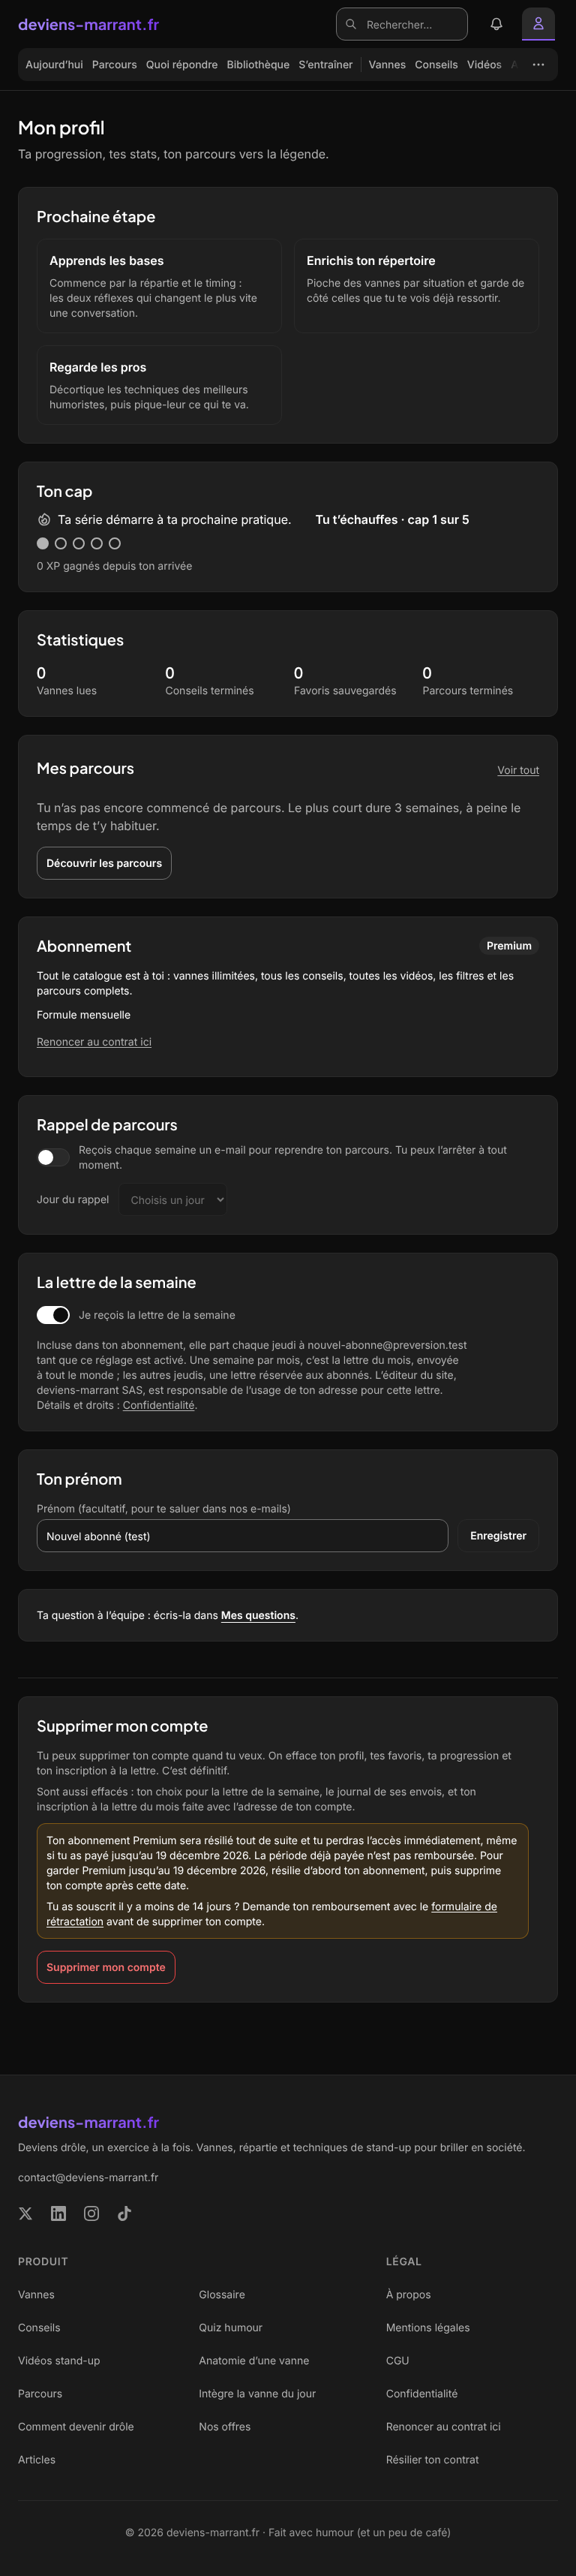 deviens-marrant.fr
Rechercher...
Aujourd’hui Parcours Quoi répondre Bibliothèque S’entraîner Vannes Conseils Vidéos
Mon profil
Ta progression, tes stats, ton parcours vers la légende.
Prochaine étape
Apprends les bases
Commence par la répartie et le timing :
les deux réflexes qui changent le plus vite
une conversation.
Enrichis ton répertoire
Pioche des vannes par situation et garde de
côté celles que tu te vois déjà ressortir.
Regarde les pros
Décortique les techniques des meilleurs
humoristes, puis pique-leur ce qui te va.
Ton cap
Ta série démarre à ta prochaine pratique. Tu t’échauffes · cap 1 sur 5
0 XP gagnés depuis ton arrivée
Statistiques
0 0 0 0
Vannes lues Conseils terminés Favoris sauvegardés Parcours terminés
Mes parcours Voir tout
Tu n’as pas encore commencé de parcours. Le plus court dure 3 semaines, à peine le
temps de t’y habituer.
Découvrir les parcours
Abonnement Premium
Tout le catalogue est à toi : vannes illimitées, tous les conseils, toutes les vidéos, les filtres et les
parcours complets.
Formule mensuelle
Renoncer au contrat ici
Rappel de parcours
Reçois chaque semaine un e-mail pour reprendre ton parcours. Tu peux l’arrêter à tout
moment.
Jour du rappel Choisis un jour
La lettre de la semaine
Je reçois la lettre de la semaine
Incluse dans ton abonnement, elle part chaque jeudi à nouvel-abonne@preversion.test
tant que ce réglage est activé. Une semaine par mois, c’est la lettre du mois, envoyée
à tout le monde ; les autres jeudis, une lettre réservée aux abonnés. L’éditeur du site,
deviens-marrant SAS, est responsable de l’usage de ton adresse pour cette lettre.
Détails et droits : Confidentialité.
Ton prénom
Prénom (facultatif, pour te saluer dans nos e-mails)
Nouvel abonné (test) Enregistrer
Ta question à l’équipe : écris-la dans Mes questions.
Supprimer mon compte
Tu peux supprimer ton compte quand tu veux. On efface ton profil, tes favoris, ta progression et
ton inscription à la lettre. C’est définitif.
Sont aussi effacés : ton choix pour la lettre de la semaine, le journal de ses envois, et ton
inscription à la lettre du mois faite avec l’adresse de ton compte.
Ton abonnement Premium sera résilié tout de suite et tu perdras l’accès immédiatement, même
si tu as payé jusqu’au 19 décembre 2026. La période déjà payée n’est pas remboursée. Pour
garder Premium jusqu’au 19 décembre 2026, résilie d’abord ton abonnement, puis supprime
ton compte après cette date.
Tu as souscrit il y a moins de 14 jours ? Demande ton remboursement avec le formulaire de
rétractation avant de supprimer ton compte.
Supprimer mon compte
deviens-marrant.fr
Deviens drôle, un exercice à la fois. Vannes, répartie et techniques de stand-up pour briller en société.
contact@deviens-marrant.fr
PRODUIT
Vannes
Conseils
Vidéos stand-up
Parcours
Comment devenir drôle
Articles
Glossaire
Quiz humour
Anatomie d’une vanne
Intègre la vanne du jour
Nos offres
LÉGAL
À propos
Mentions légales
CGU
Confidentialité
Renoncer au contrat ici
Résilier ton contrat
© 2026 deviens-marrant.fr · Fait avec humour (et un peu de café)